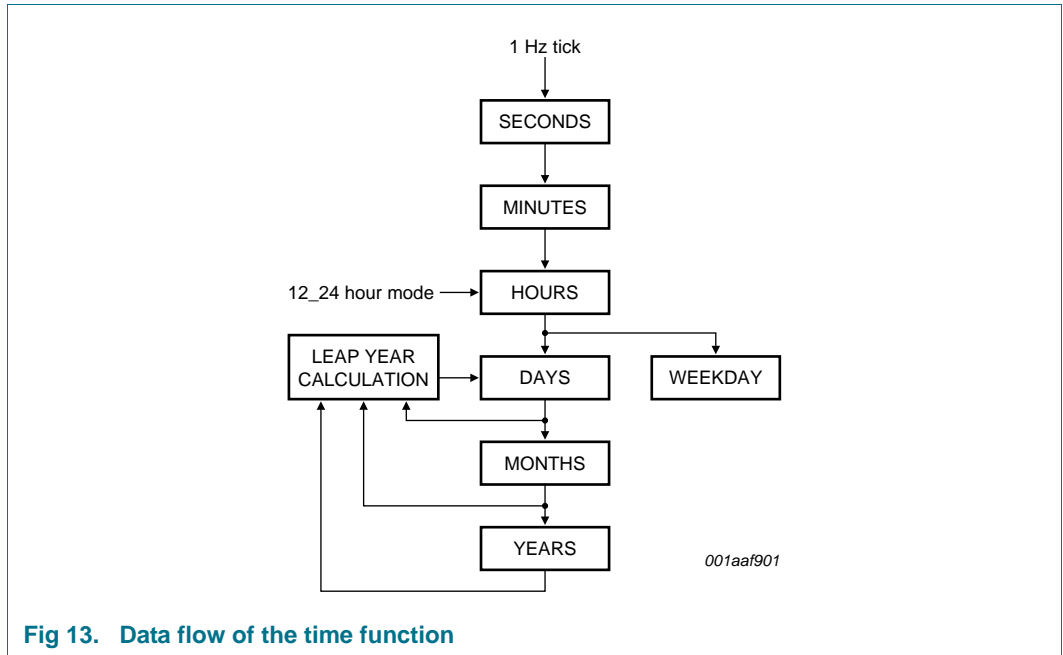 1 Hz tick
SECONDS
MINUTES
12_24 hour mode
HOURS
LEAP YEAR
CALCULATION
DAYS
WEEKDAY
MONTHS
YEARS
001aaf901
Fig 13. Data flow of the time function